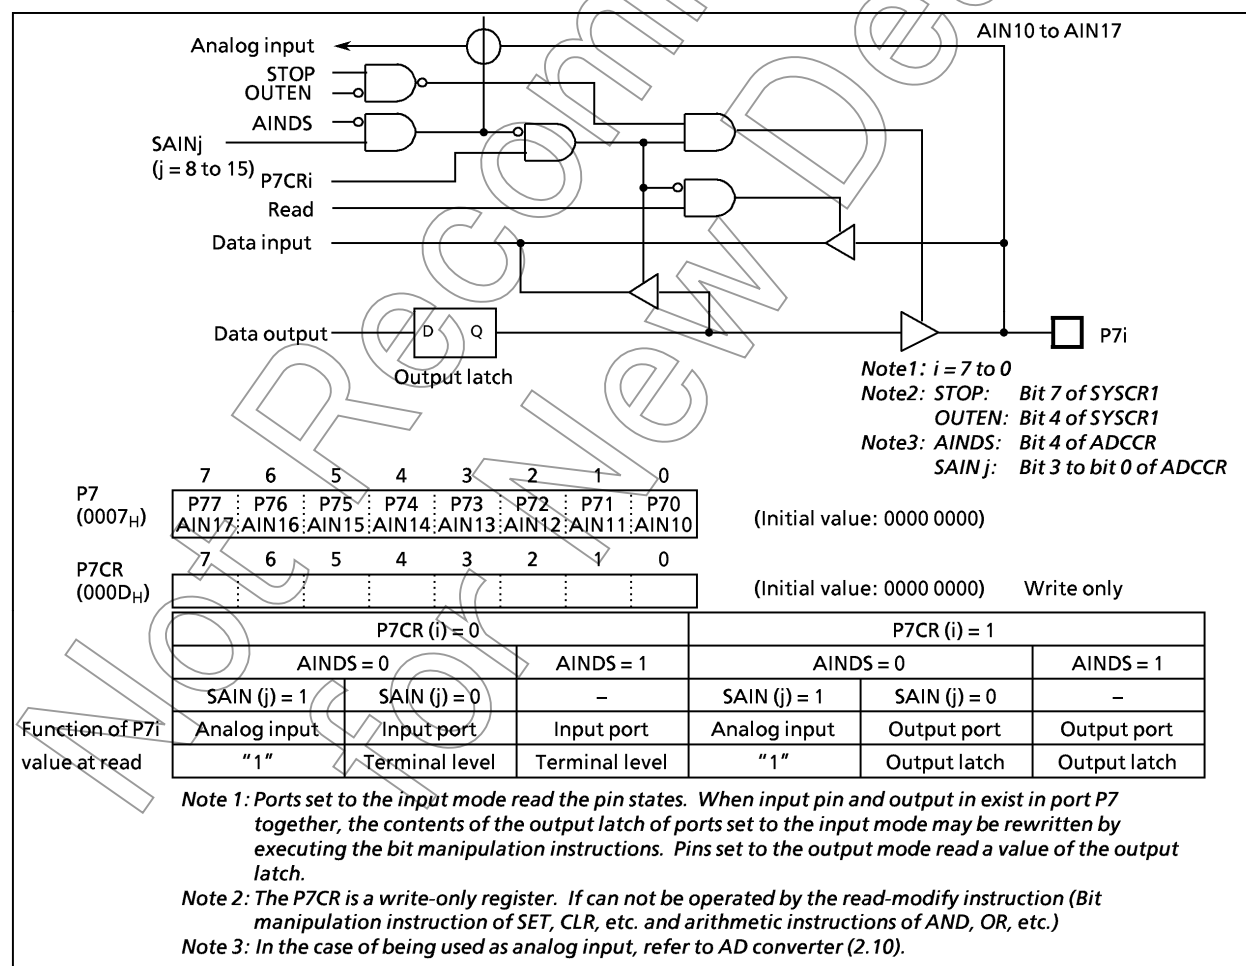 AIN10 to AIN17
Analog input
STOP
OUTEN
AINDS
SAINj
(j = 8 to 15)
P7CRi
Read
Data input
Data output
D Q
Output latch
P7i
Note1: i = 7 to 0
Note2: STOP: Bit 7 of SYSCR1
OUTEN: Bit 4 of SYSCR1
Note3: AINDS: Bit 4 of ADCCR
SAIN j: Bit 3 to bit 0 of ADCCR
7 6 5 4 3 2 1 0
P7
(0007H)
P77 P76 P75 P74 P73 P72 P71 P70
AIN17 AIN16 AIN15 AIN14 AIN13 AIN12 AIN11 AIN10
(Initial value: 0000 0000)
7 6 5 4 3 2 1 0
P7CR
(000DH)
(Initial value: 0000 0000) Write only
P7CR (i) = 0 P7CR (i) = 1
AINDS = 0 AINDS = 1 AINDS = 0 AINDS = 1
SAIN (j) = 1 SAIN (j) = 0 – SAIN (j) = 1 SAIN (j) = 0 –
Function of P7i Analog input Input port Input port Analog input Output port Output port
value at read "1" Terminal level Terminal level "1" Output latch Output latch
Note 1: Ports set to the input mode read the pin states. When input pin and output in exist in port P7
together, the contents of the output latch of ports set to the input mode may be rewritten by
executing the bit manipulation instructions. Pins set to the output mode read a value of the output
latch.
Note 2: The P7CR is a write-only register. If can not be operated by the read-modify instruction (Bit
manipulation instruction of SET, CLR, etc. and arithmetic instructions of AND, OR, etc.)
Note 3: In the case of being used as analog input, refer to AD converter (2.10).
Not Recom
for New De